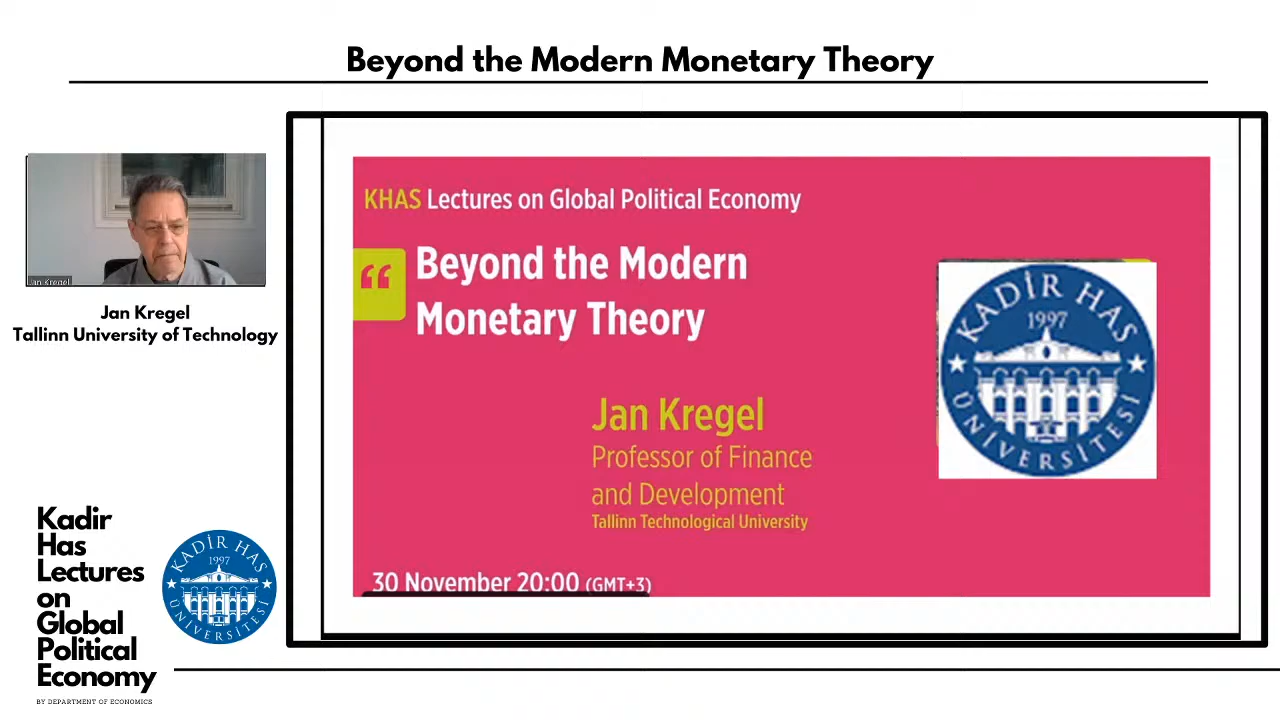 Beyond the Modern Monetary Theory
Jan Kregel
Jan Kregel
Tallinn University of Technology
KHAS Lectures on Global Political Economy
“
Beyond the Modern
Monetary Theory
Jan Kregel
Professor of Finance
and Development
Tallinn Technological University
30 November 20:00 (GMT+3)
KADİR HAS
1997
ÜNİVERSİTESİ
Kadir
Has
Lectures
on
Global
Political
Economy
BY DEPARTMENT OF ECONOMICS
KADİR HAS
1997
ÜNİVERSİTESİ